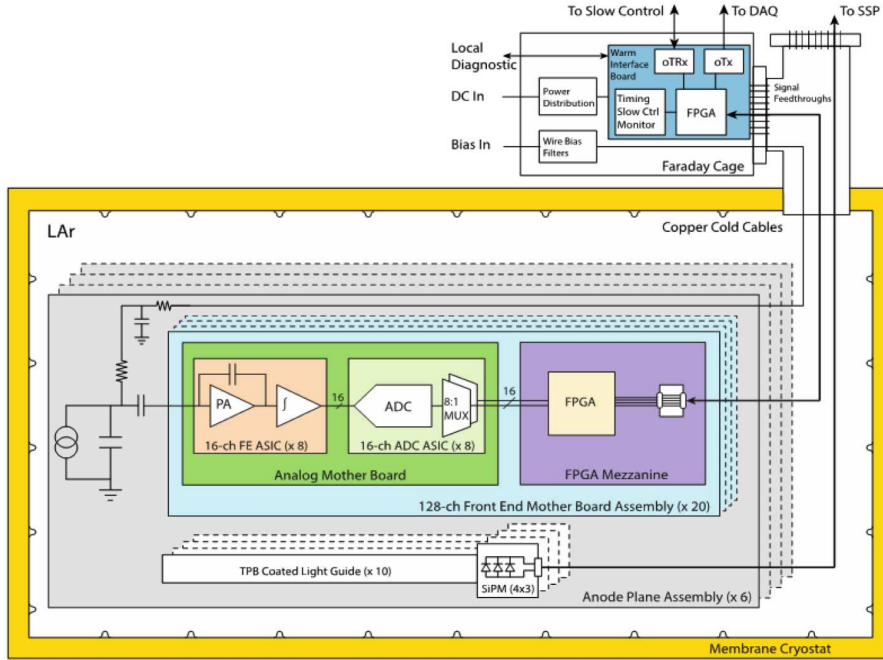 To Slow Control
To DAQ
To SSP
Local
Diagnostic
Warm
Interface
Board
oTRx
oTx
DC In
Power
Distribution
Timing
Slow Ctrl
Monitor
FPGA
Signal
Feedthroughs
Bias In
Wire Bias
Filters
Faraday Cage
LAr
Copper Cold Cables
PA
∫
16
ADC
8:1
MUX
16
FPGA
16-ch FE ASIC (x 8)
16-ch ADC ASIC (x 8)
Analog Mother Board
FPGA Mezzanine
128-ch Front End Mother Board Assembly (x 20)
TPB Coated Light Guide (x 10)
SiPM (4x3)
Anode Plane Assembly (x 6)
Membrane Cryostat